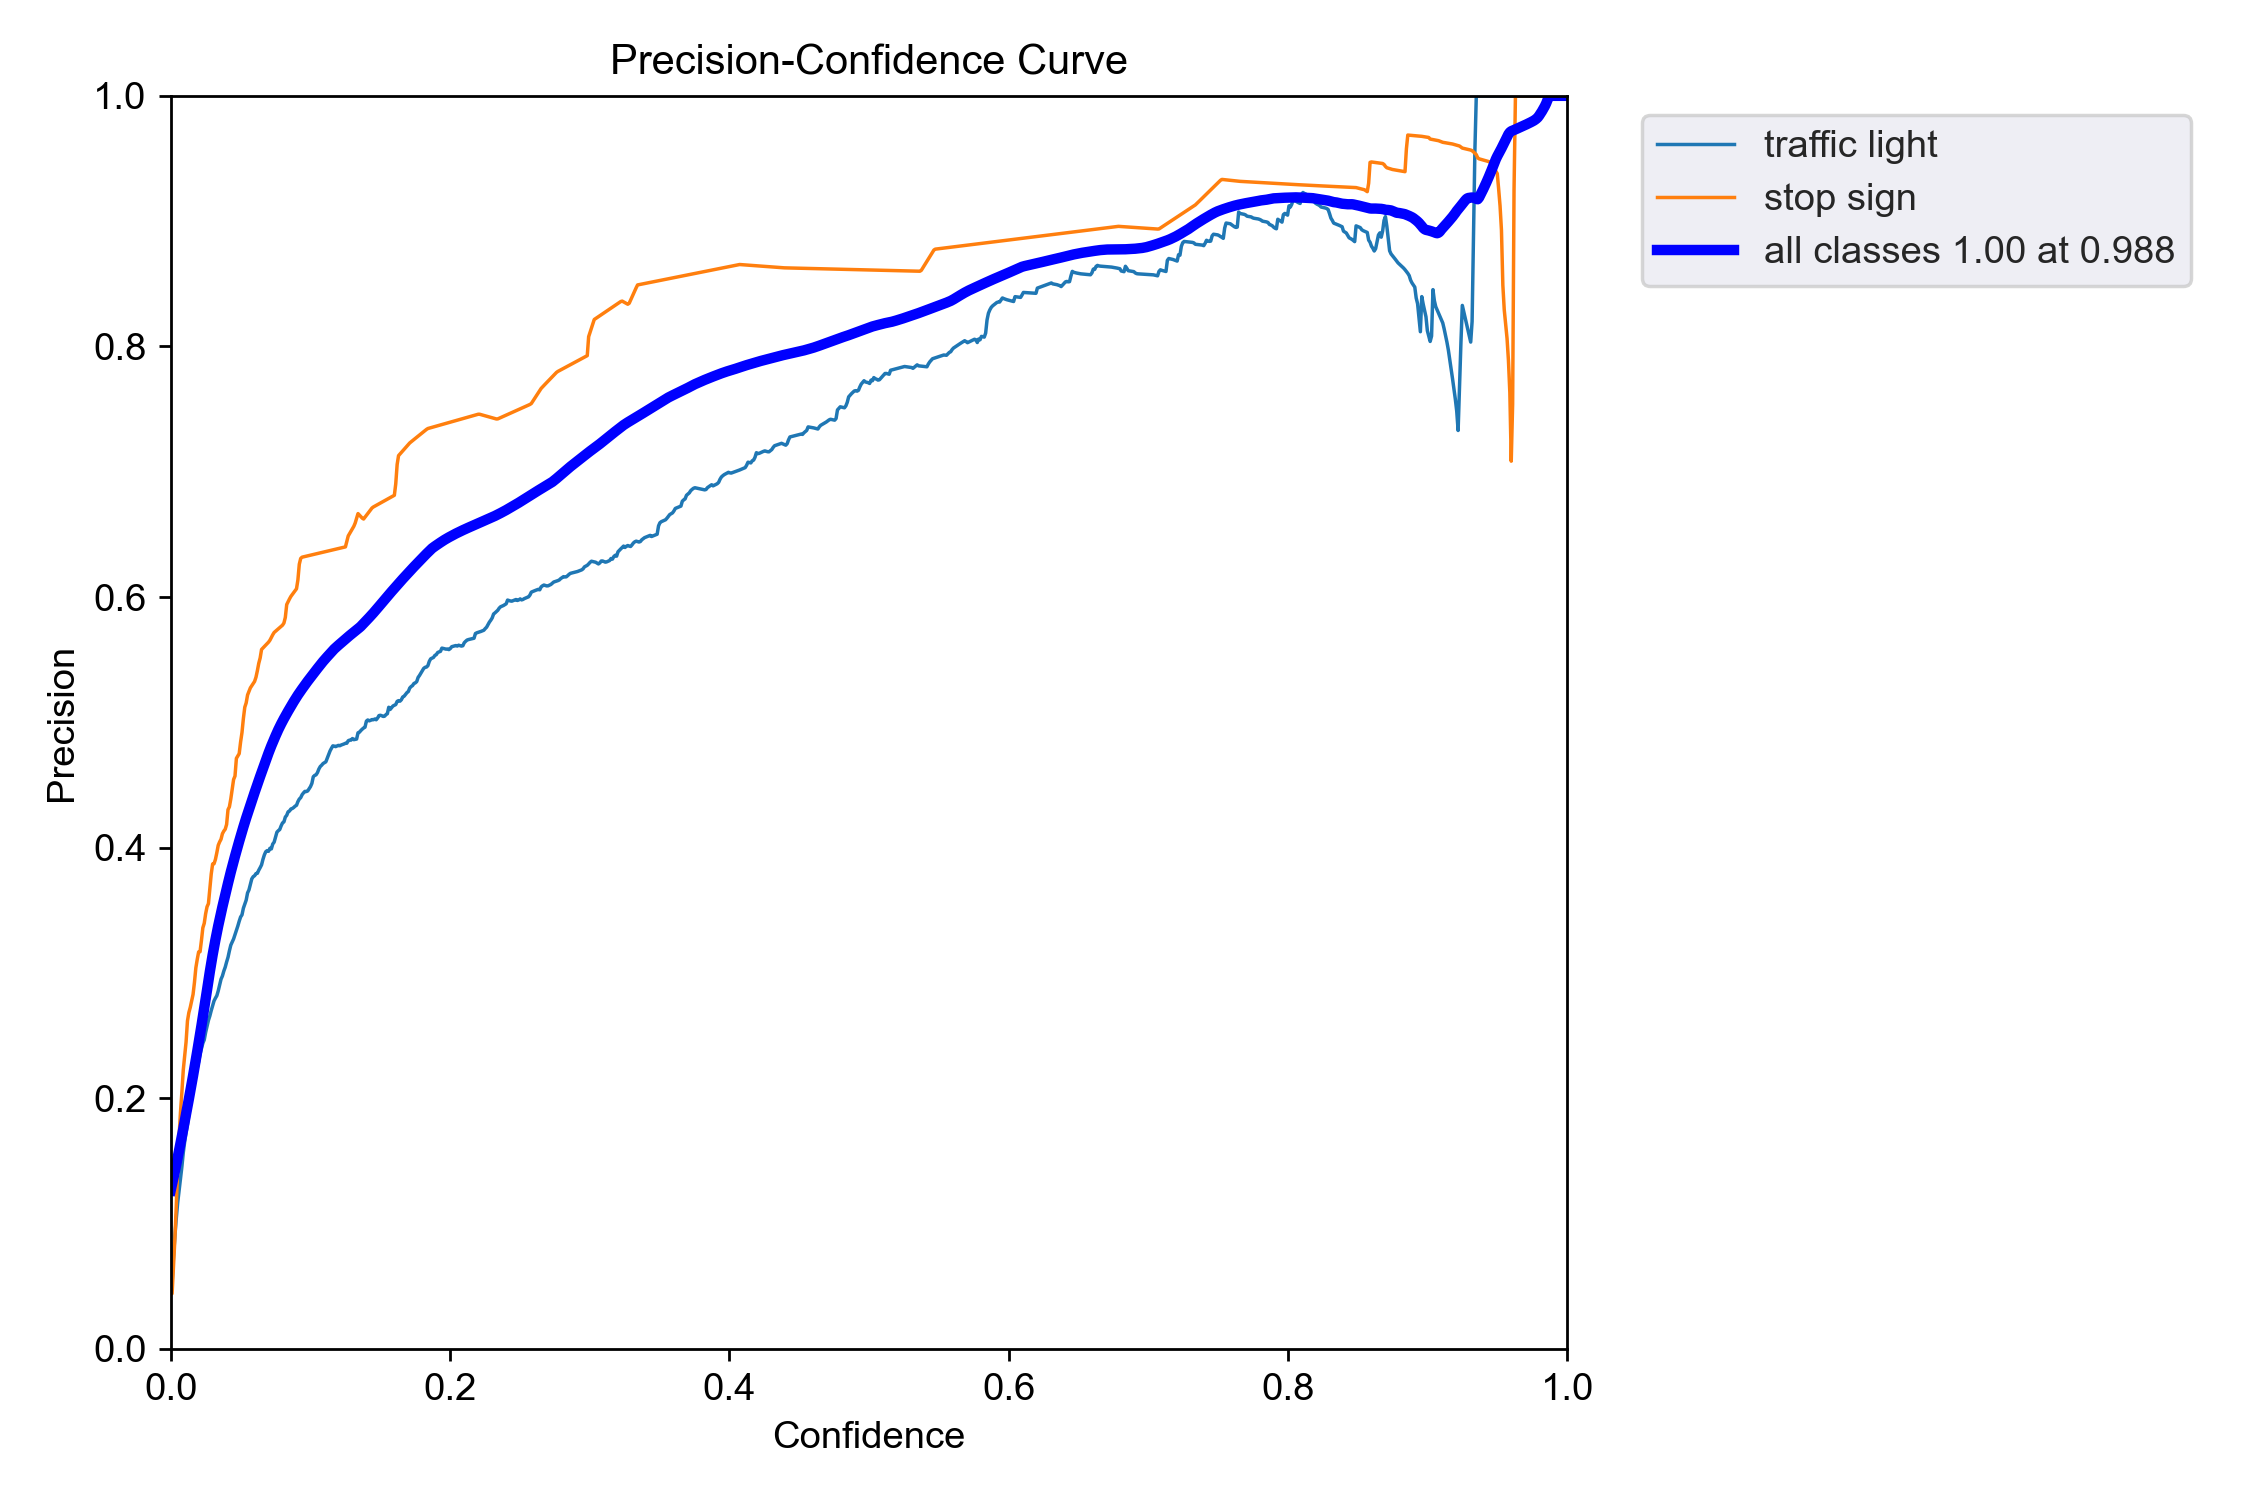 Precision-Confidence Curve
1.0
0.8
0.6
0.4
0.2
0.0
Precision
0.0 0.2 0.4 0.6 0.8 1.0
Confidence
traffic light
stop sign
all classes 1.00 at 0.988